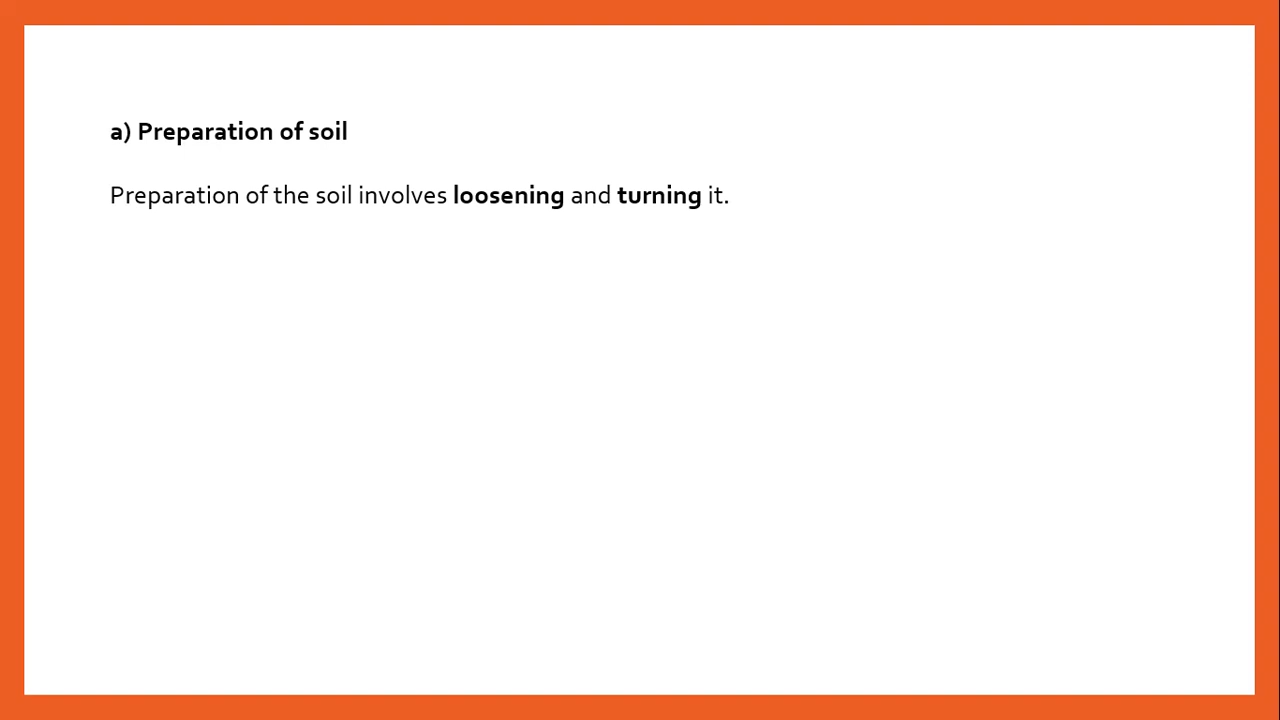 a) Preparation of soil
Preparation of the soil involves loosening and turning it.